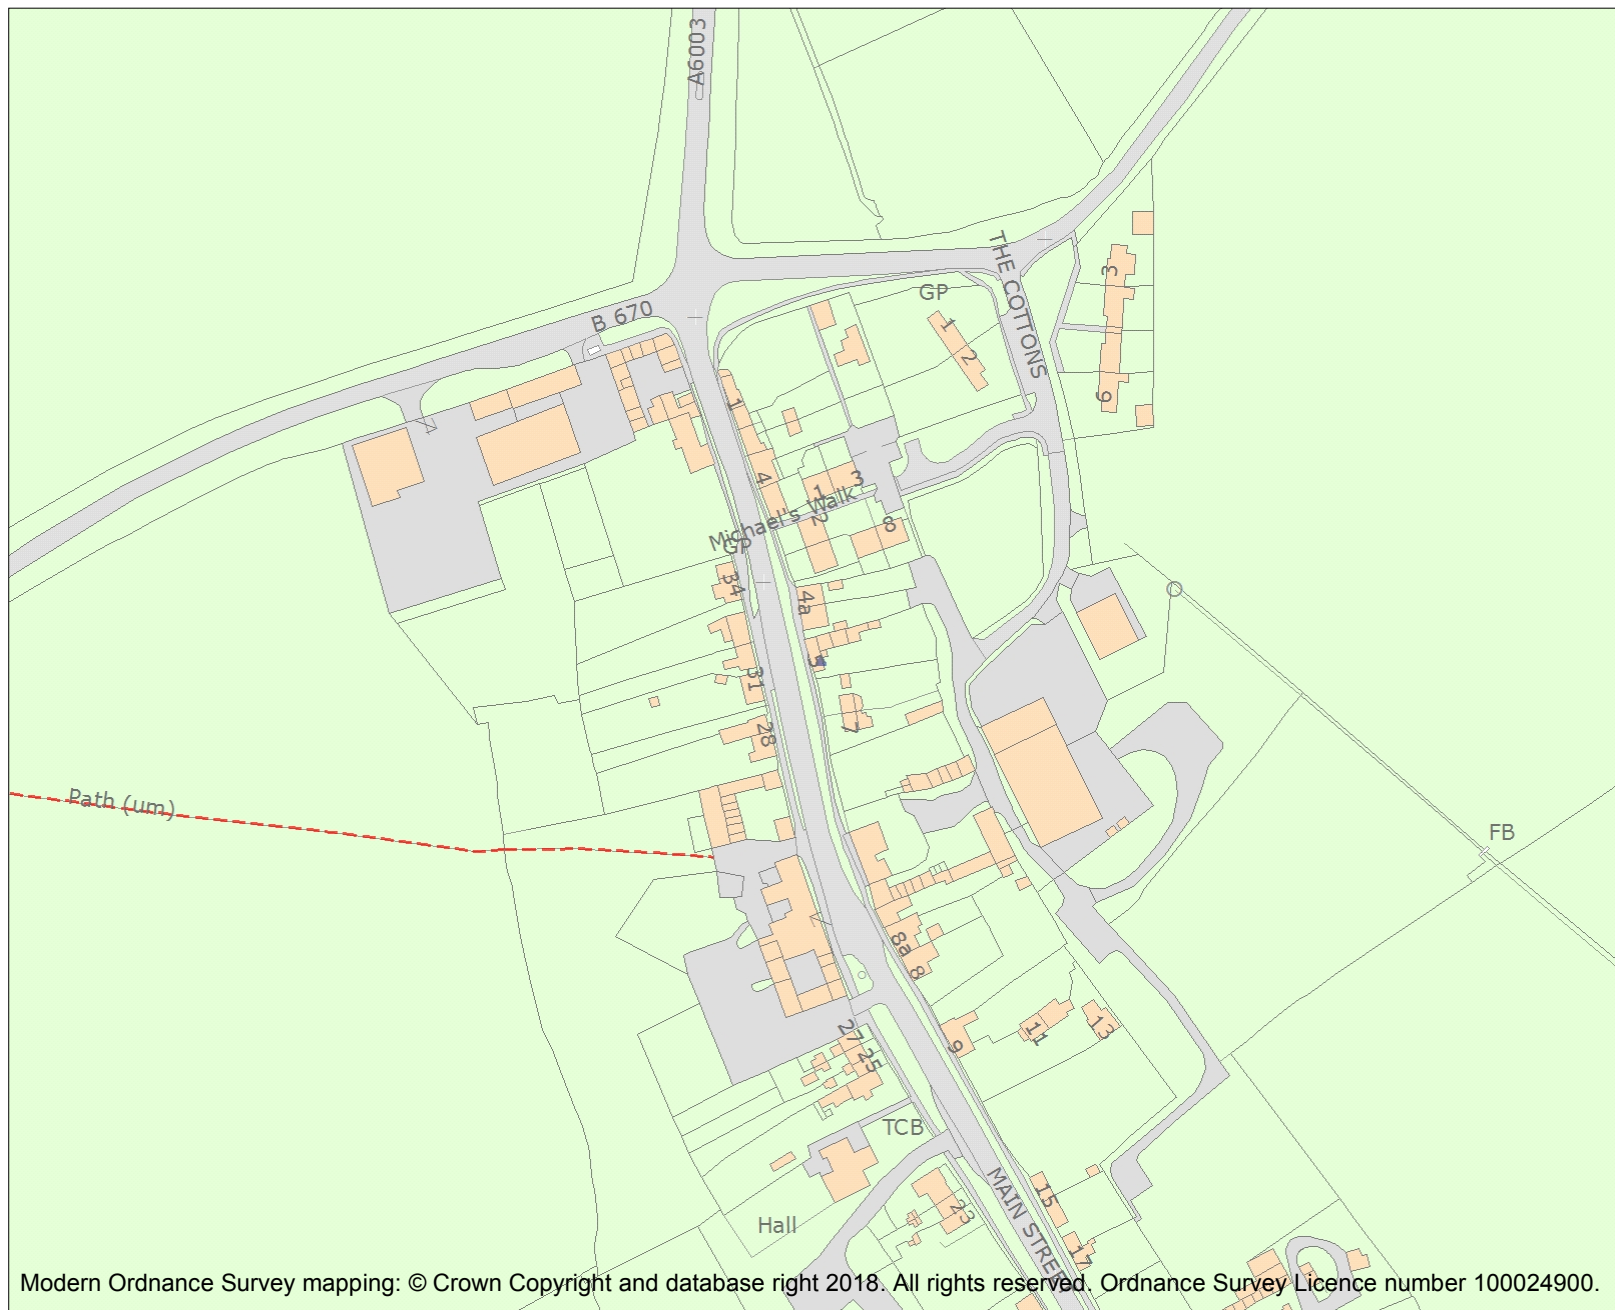 A6003
B 670
THE COTTONS
GP
3
1
2
6
1
4
1
3
Michael's Walk
2
8
GP
34
4a
5
31
7
28
Path (um)
FB
8a
8
27
25
9
11
13
TCB
MAIN STREET
15
23
Hall
17
Modern Ordnance Survey mapping: © Crown Copyright and database right 2018. All rights reserved. Ordnance Survey Licence number 100024900.